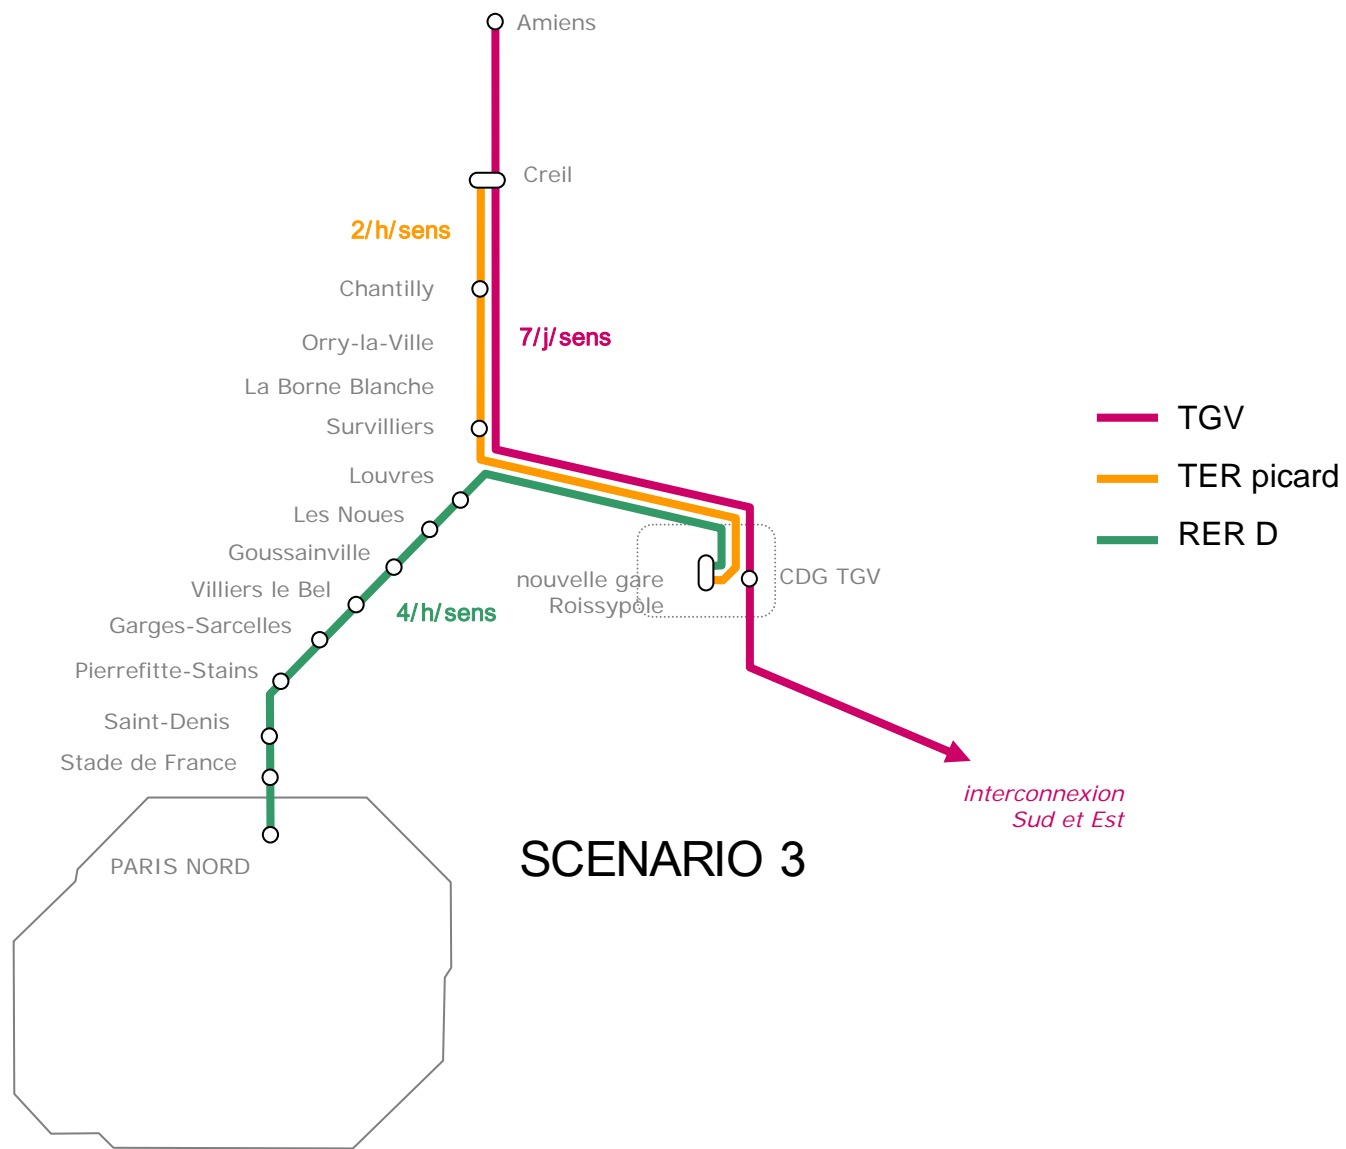 Amiens
Creil
2/h/sens
Chantilly
7/j/sens
Orry-la-Ville
La Borne Blanche
Survilliers
TGV
Louvres
TER picard
Les Noues
RER D
Goussainville
Villiers le Bel
nouvelle gare
Roissypôle
CDG TGV
4/h/sens
Garges-Sarcelles
Pierrefitte-Stains
Saint-Denis
Stade de France
interconnexion
Sud et Est
PARIS NORD
SCENARIO 3